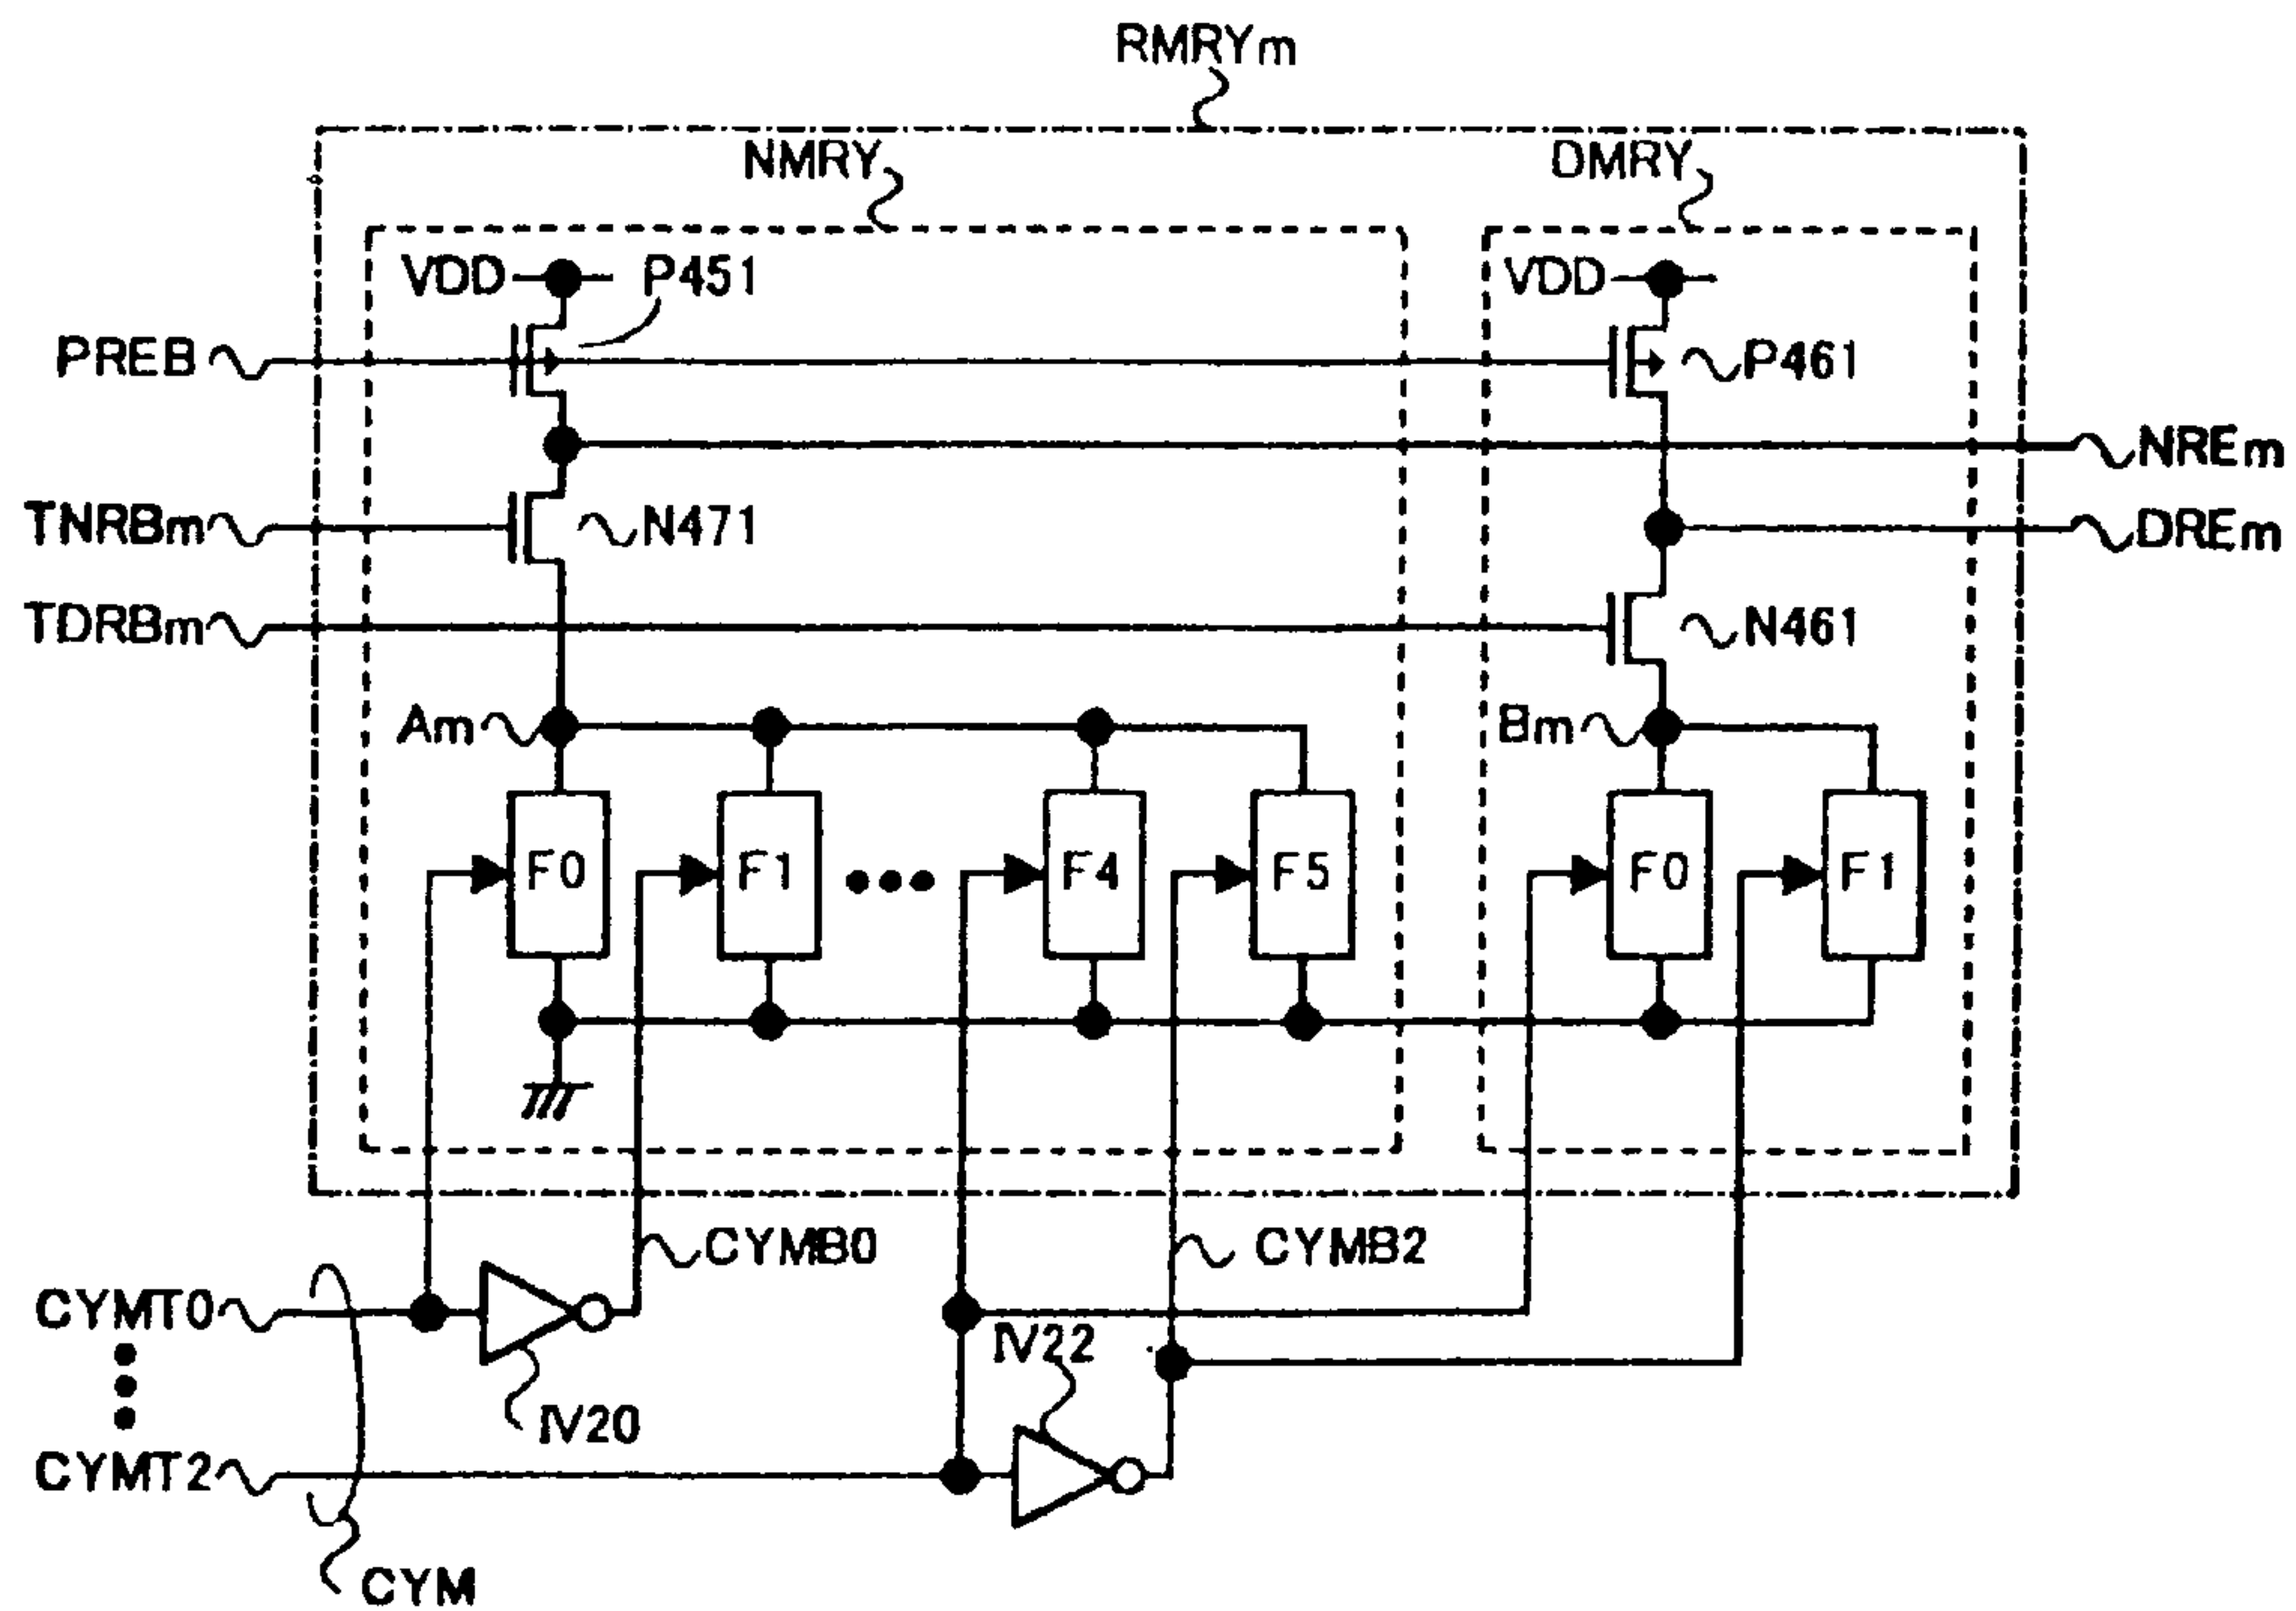 RMRYm
NMRY
DMRY
VDD
P451
VDD
PREB
P461
NREm
TNRBm
N471
DREm
TDRBm
N461
Am
Bm
F0
F1
F4
F5
F0
F1
CYMB0
CYMB2
CYMT0
IV22
IV20
CYMT2
CYM